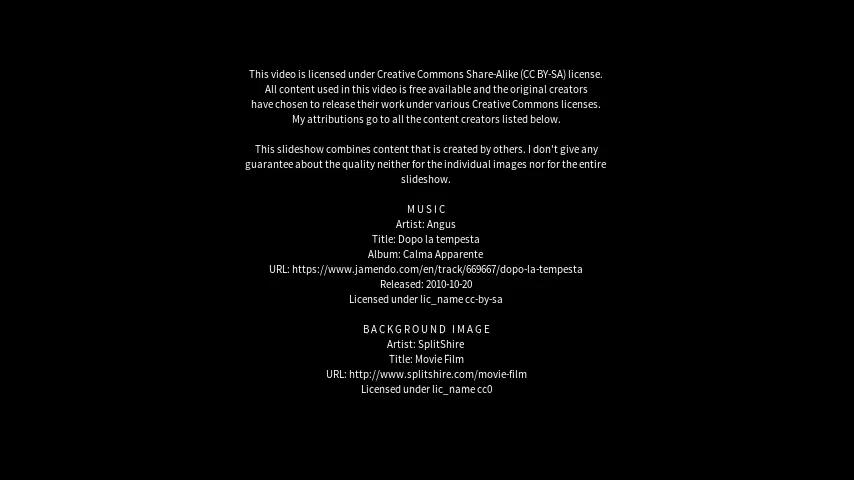 This video is licensed under Creative Commons Share-Alike (CC BY-SA) license.
All content used in this video is free available and the original creators
have chosen to release their work under various Creative Commons licenses.
My attributions go to all the content creators listed below.
This slideshow combines content that is created by others. I don't give any
guarantee about the quality neither for the individual images nor for the entire
slideshow.
M U S I C
Artist: Angus
Title: Dopo la tempesta
Album: Calma Apparente
URL: https://www.jamendo.com/en/track/669667/dopo-la-tempesta
Released: 2010-10-20
Licensed under lic_name cc-by-sa
B A C K G R O U N D   I M A G E
Artist: SplitShire
Title: Movie Film
URL: http://www.splitshire.com/movie-film
Licensed under lic_name cc0